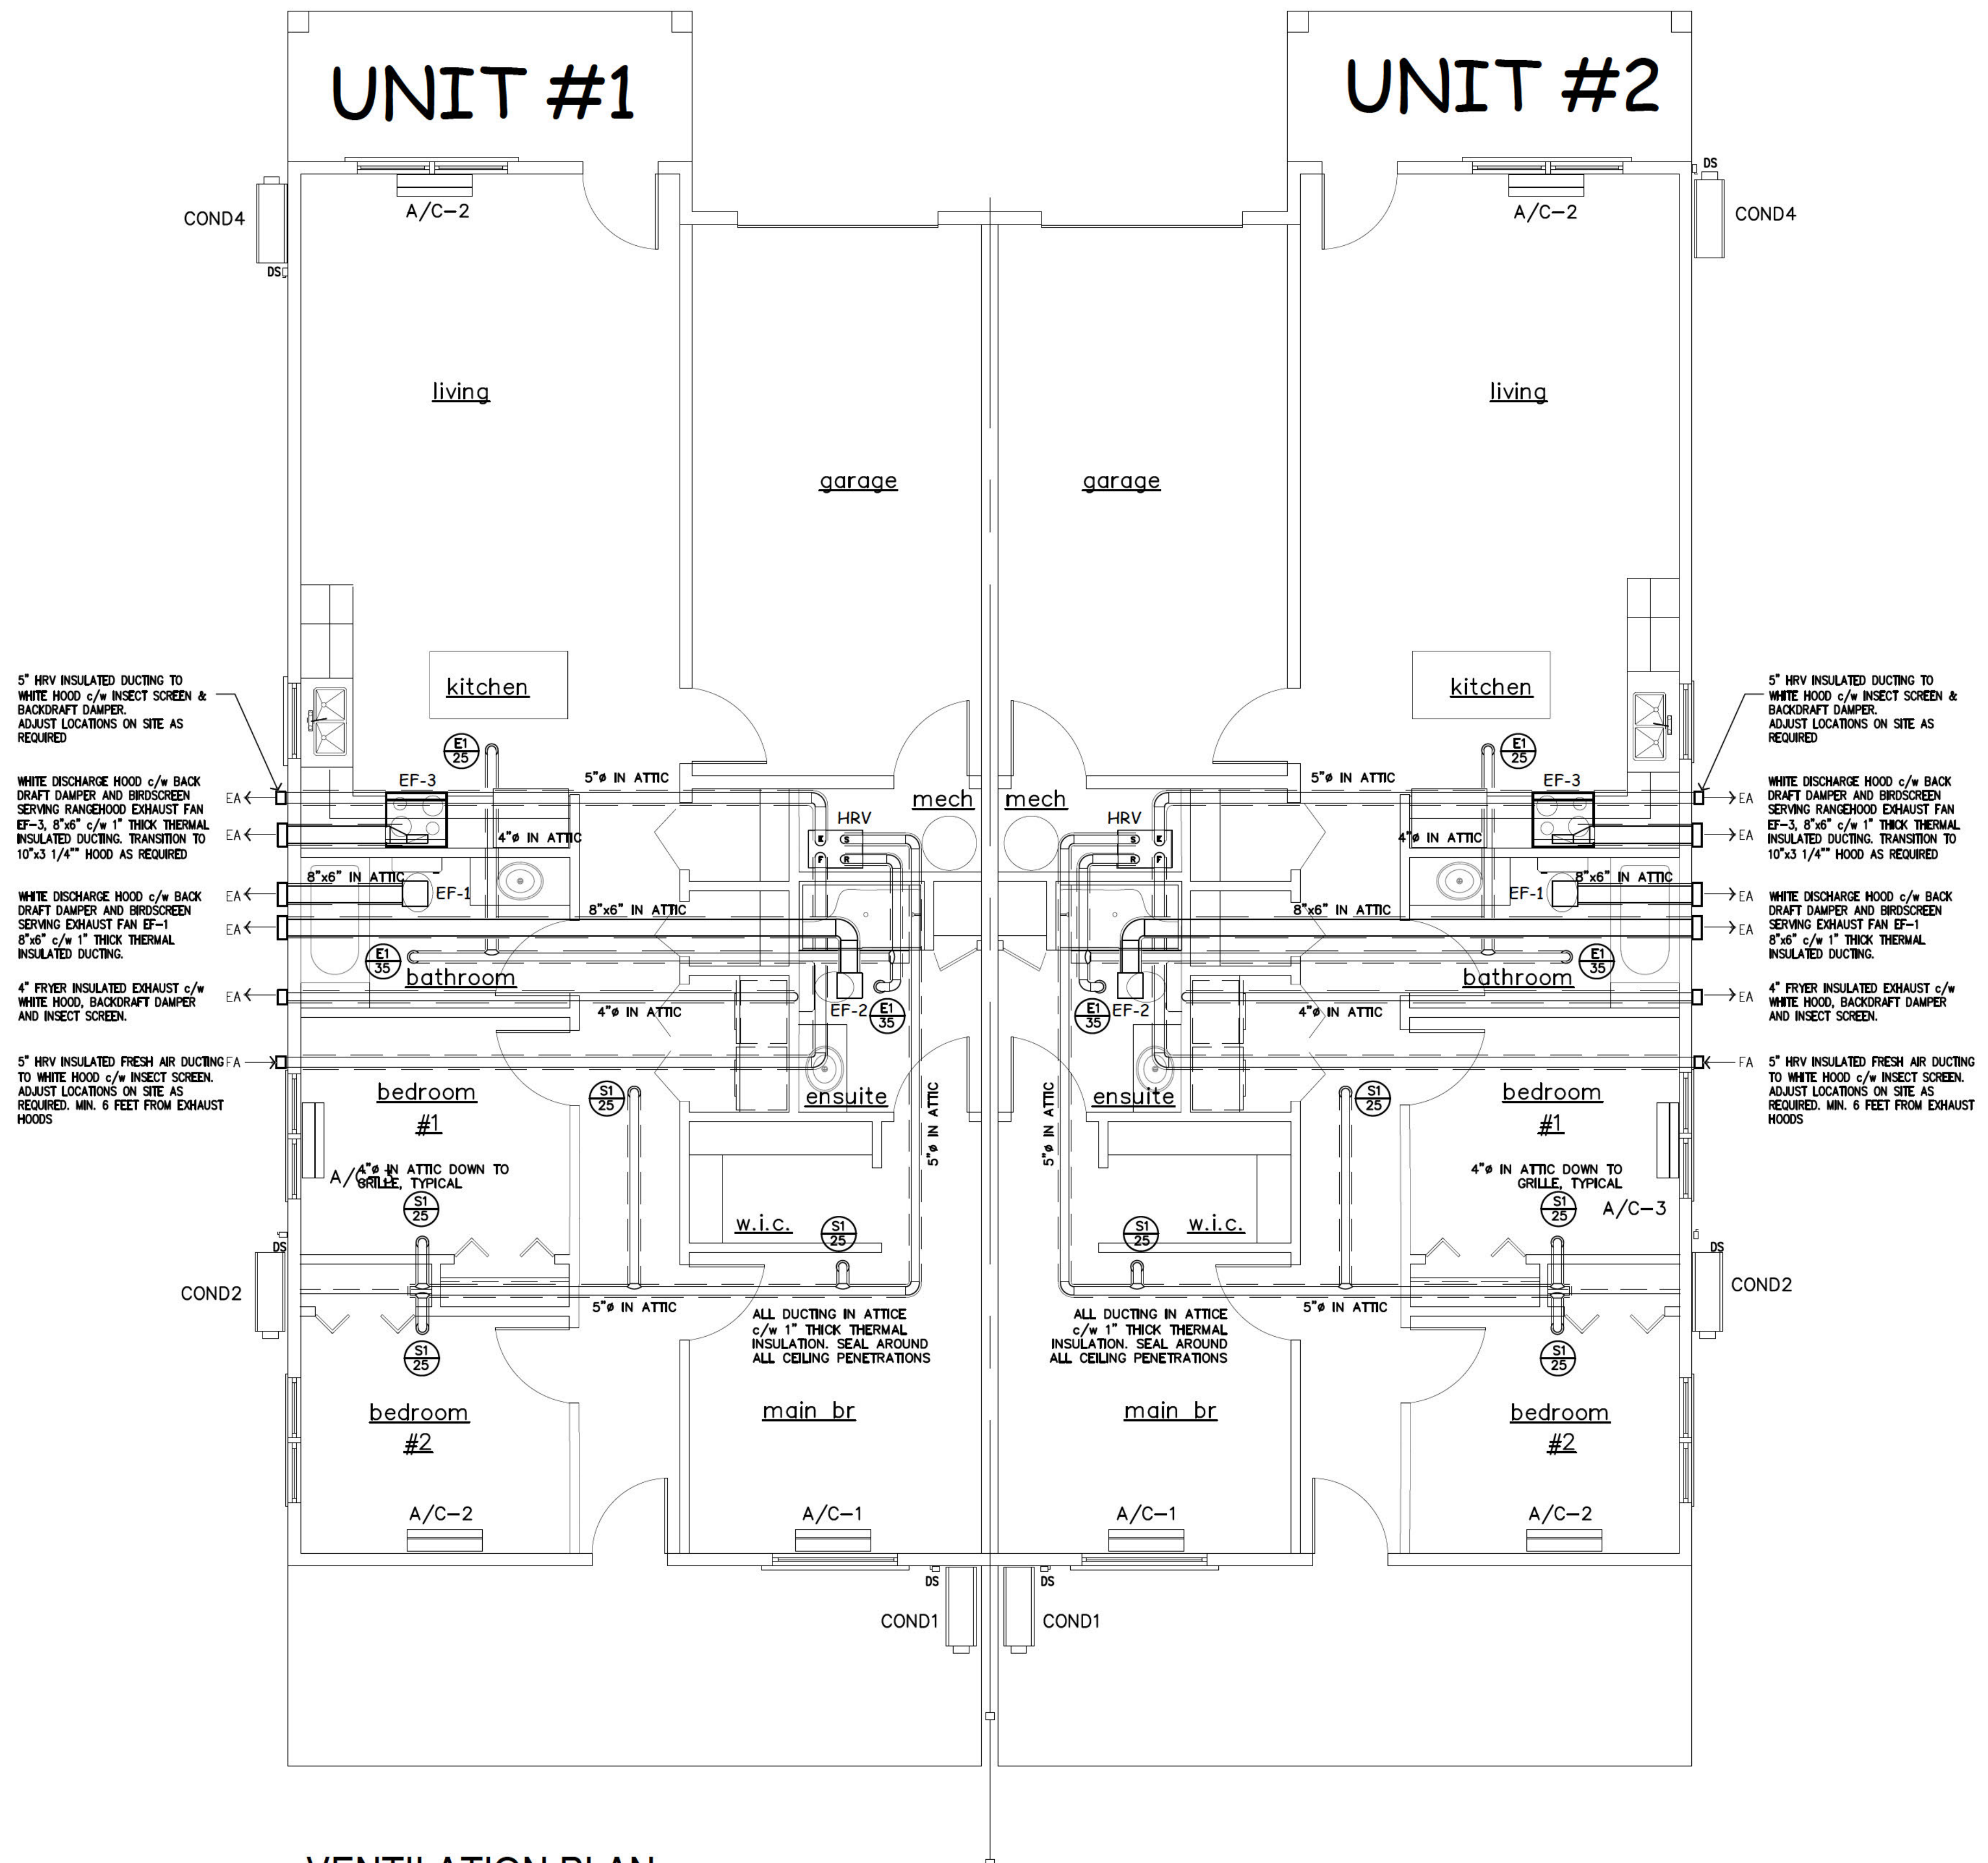 UNIT #1
UNIT #2
DS
A/C-2
A/C-2
COND4
COND4
DS
living
living
garage
garage
5" HRV INSULATED DUCTING TO
WHITE HOOD c/w INSECT SCREEN &
BACKDRAFT DAMPER.
ADJUST LOCATIONS ON SITE AS
REQUIRED
kitchen
kitchen
5" HRV INSULATED DUCTING TO
WHITE HOOD c/w INSECT SCREEN &
BACKDRAFT DAMPER.
ADJUST LOCATIONS ON SITE AS
REQUIRED
E1
25
E1
25
WHITE DISCHARGE HOOD c/w BACK
DRAFT DAMPER AND BIRDSCREEN
SERVING RANGEHOOD EXHAUST FAN
EF-3, 8"x6" c/w 1" THICK THERMAL
INSULATED DUCTING. TRANSITION TO
10"x3 1/4"" HOOD AS REQUIRED
EA
EA
EF-3
5"ø IN ATTIC
4"ø IN ATTIC
mech
mech
HRV
E
S
F
R
HRV
S
E
R
F
5"ø IN ATTIC
4"ø IN ATTIC
EF-3
EA
EA
WHITE DISCHARGE HOOD c/w BACK
DRAFT DAMPER AND BIRDSCREEN
SERVING RANGEHOOD EXHAUST FAN
EF-3, 8"x6" c/w 1" THICK THERMAL
INSULATED DUCTING. TRANSITION TO
10"x3 1/4"" HOOD AS REQUIRED
WHITE DISCHARGE HOOD c/w BACK
DRAFT DAMPER AND BIRDSCREEN
SERVING EXHAUST FAN EF-1
8"x6" c/w 1" THICK THERMAL
INSULATED DUCTING.
EA
EA
8"x6" IN ATTIC
EF-1
8"x6" IN ATTIC
8"x6" IN ATTIC
EF-1
8"x6" IN ATTIC
EA
EA
WHITE DISCHARGE HOOD c/w BACK
DRAFT DAMPER AND BIRDSCREEN
SERVING EXHAUST FAN EF-1
8"x6" c/w 1" THICK THERMAL
INSULATED DUCTING.
E1
35
bathroom
bathroom
E1
35
4" FRYER INSULATED EXHAUST c/w
WHITE HOOD, BACKDRAFT DAMPER
AND INSECT SCREEN.
EA
4"ø IN ATTIC
EF-2
E1
35
E1
35
EF-2
4"ø IN ATTIC
EA
4" FRYER INSULATED EXHAUST c/w
WHITE HOOD, BACKDRAFT DAMPER
AND INSECT SCREEN.
5" HRV INSULATED FRESH AIR DUCTING
TO WHITE HOOD c/w INSECT SCREEN.
ADJUST LOCATIONS ON SITE AS
REQUIRED. MIN. 6 FEET FROM EXHAUST
HOODS
FA
FA
5" HRV INSULATED FRESH AIR DUCTING
TO WHITE HOOD c/w INSECT SCREEN.
ADJUST LOCATIONS ON SITE AS
REQUIRED. MIN. 6 FEET FROM EXHAUST
HOODS
bedroom
#1
S1
25
ensuite
5"ø IN ATTIC
5"ø IN ATTIC
ensuite
S1
25
bedroom
#1
4"ø IN ATTIC DOWN TO
GRILLE, TYPICAL
4"ø IN ATTIC DOWN TO
GRILLE, TYPICAL
A/C-3
S1
25
w.i.c.
S1
25
S1
25
w.i.c.
S1
25
DS
DS
COND2
COND2
5"ø IN ATTIC
5"ø IN ATTIC
ALL DUCTING IN ATTICE
c/w 1" THICK THERMAL
INSULATION. SEAL AROUND
ALL CEILING PENETRATIONS
ALL DUCTING IN ATTICE
c/w 1" THICK THERMAL
INSULATION. SEAL AROUND
ALL CEILING PENETRATIONS
S1
25
S1
25
bedroom
#2
main br
main br
bedroom
#2
A/C-2
A/C-1
A/C-1
A/C-2
DS
DS
COND1
COND1
VENTILATION PLAN